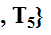 , T₅}